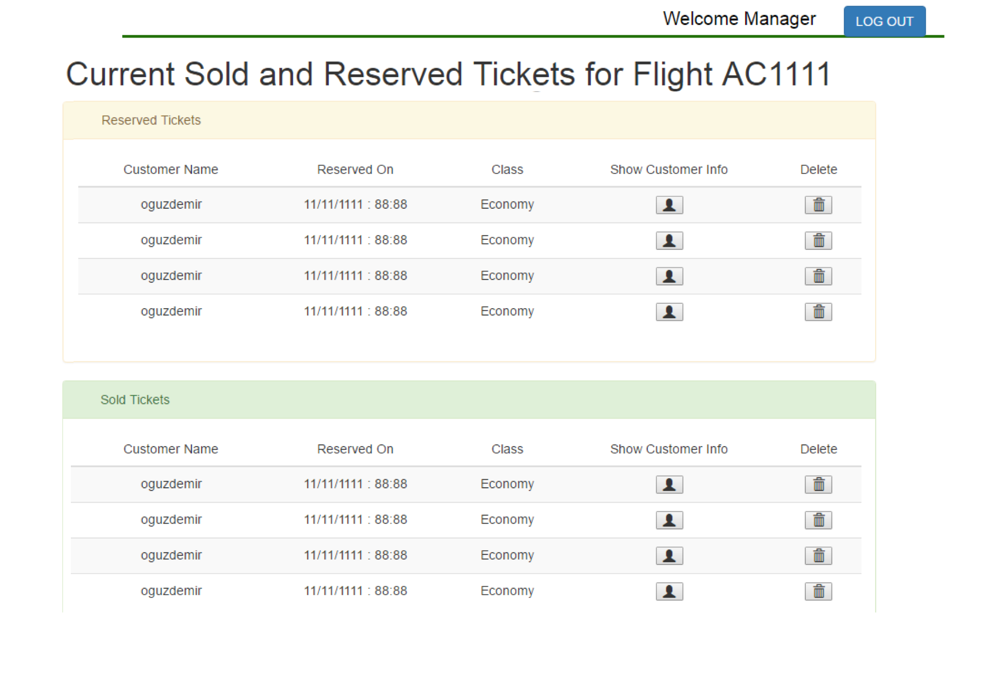 Welcome Manager LOG OUT
Current Sold and Reserved Tickets for Flight AC1111
Reserved Tickets
Customer Name Reserved On Class Show Customer Info Delete
oguzdemir 11/11/1111 : 88:88 Economy
oguzdemir 11/11/1111 : 88:88 Economy
oguzdemir 11/11/1111 : 88:88 Economy
oguzdemir 11/11/1111 : 88:88 Economy
Sold Tickets
Customer Name Reserved On Class Show Customer Info Delete
oguzdemir 11/11/1111 : 88:88 Economy
oguzdemir 11/11/1111 : 88:88 Economy
oguzdemir 11/11/1111 : 88:88 Economy
oguzdemir 11/11/1111 : 88:88 Economy